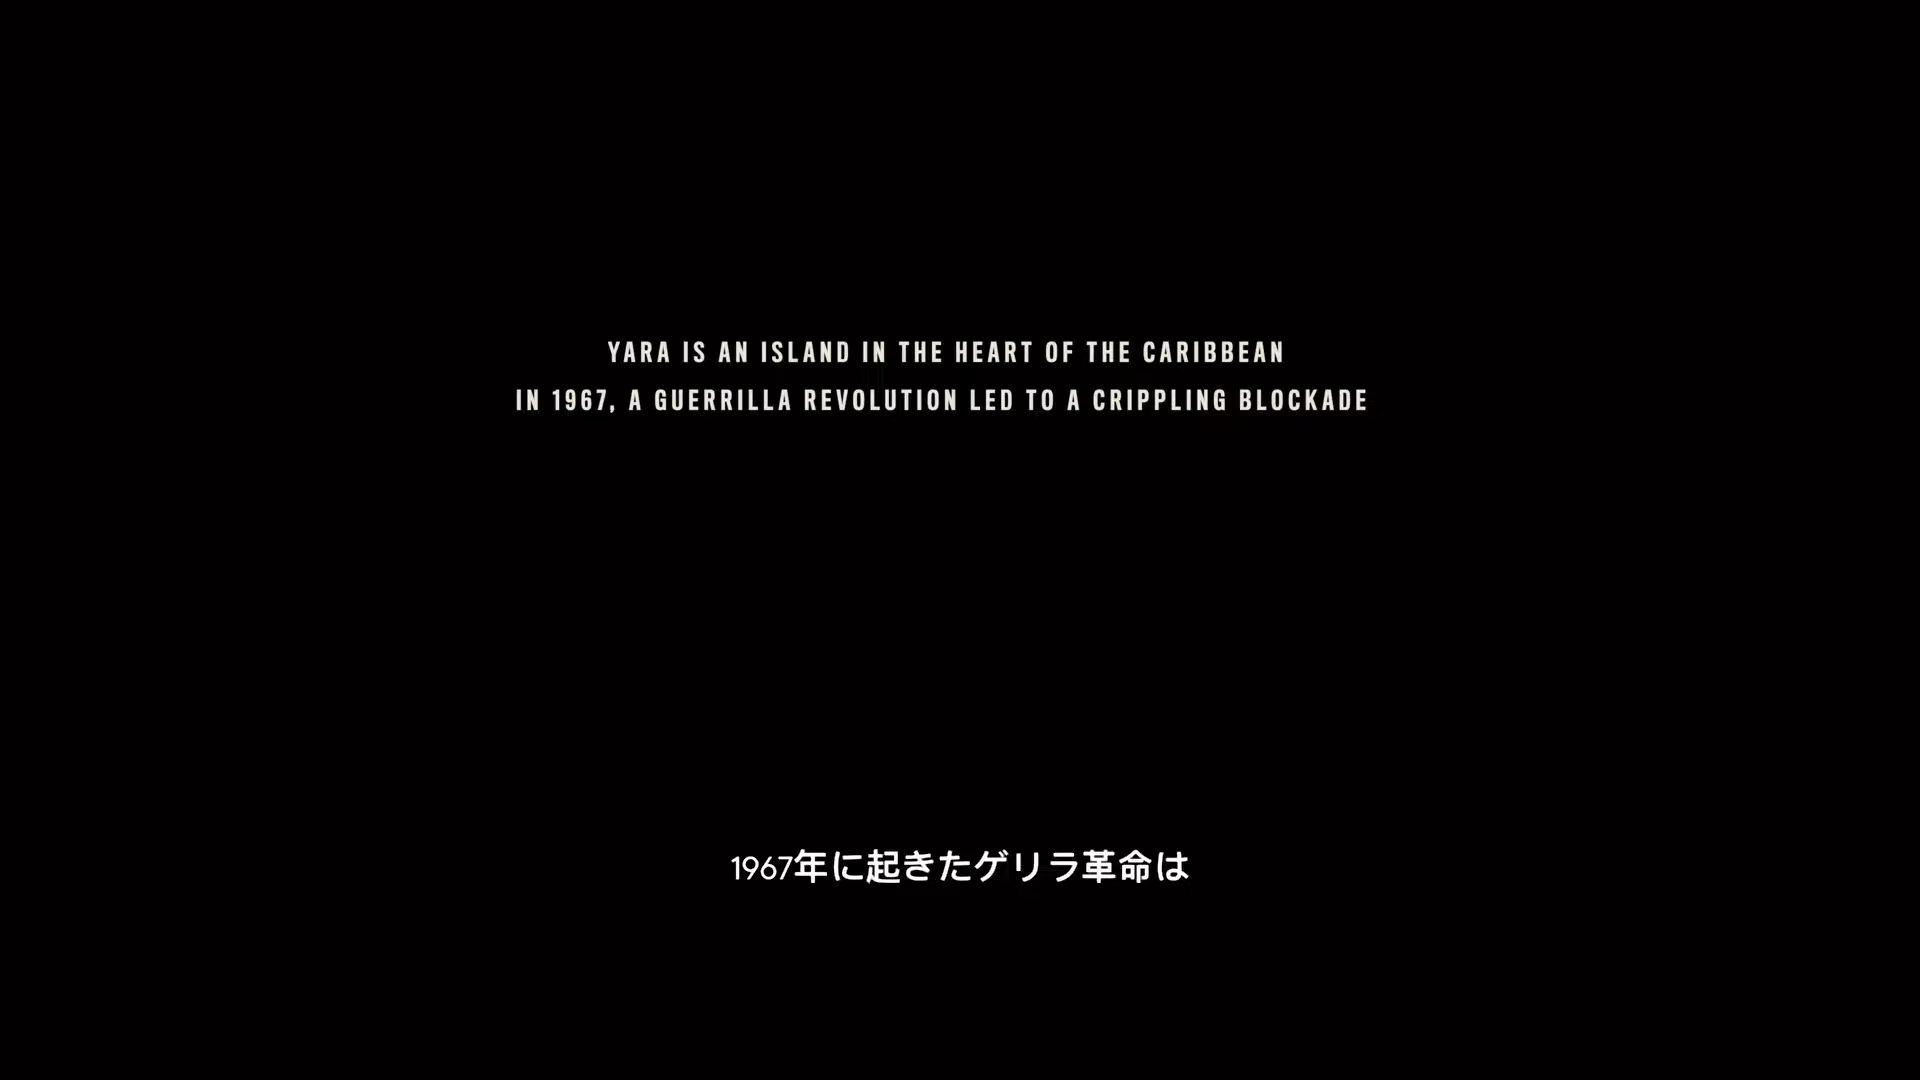 YARA IS AN ISLAND IN THE HEART OF THE CARIBBEAN
IN 1967, A GUERRILLA REVOLUTION LED TO A CRIPPLING BLOCKADE
1967年に起きたゲリラ革命は